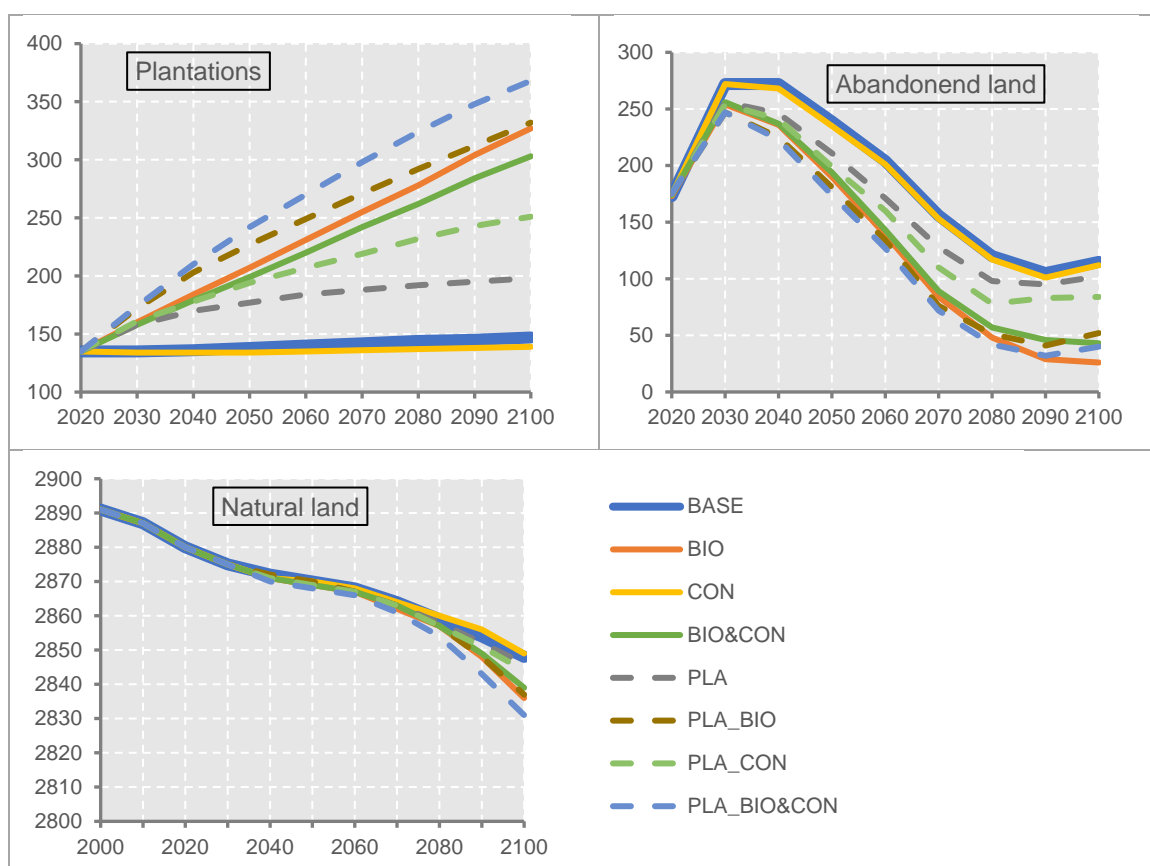 400
350
300
250
200
150
100
2020 2030 2040 2050 2060 2070 2080 2090 2100
Plantations
300
250
200
150
100
50
0
2020 2030 2040 2050 2060 2070 2080 2090 2100
Abandonend land
2900
2890
2880
2870
2860
2850
2840
2830
2820
2810
2800
2000 2020 2040 2060 2080 2100
Natural land
BASE
BIO
CON
BIO&CON
PLA
PLA_BIO
PLA_CON
PLA_BIO&CON